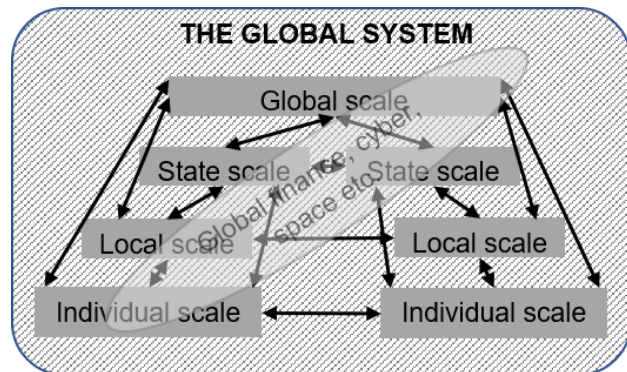 THE GLOBAL SYSTEM
Global scale
State scale
State scale
Global finance, cyber,
space etc
Local scale
Local scale
Individual scale
Individual scale